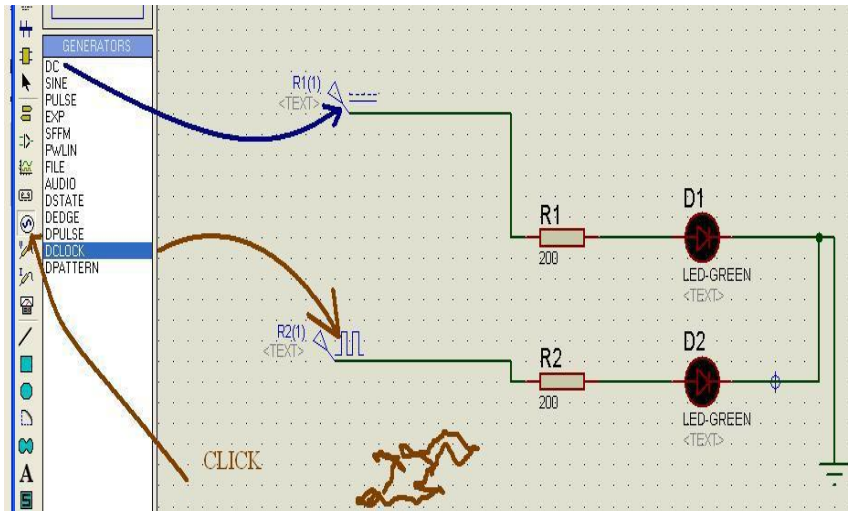 GENERATORS
DC
SINE
PULSE
EXP
SFFM
PWLIN
FILE
AUDIO
DSTATE
DEDGE
DPULSE
DCLOCK
DPATTERN
R1(1)
<TEXT>
R1
200
D1
LED-GREEN
<TEXT>
R2(1)
<TEXT>
R2
200
D2
LED-GREEN
<TEXT>
CLICK
A
S